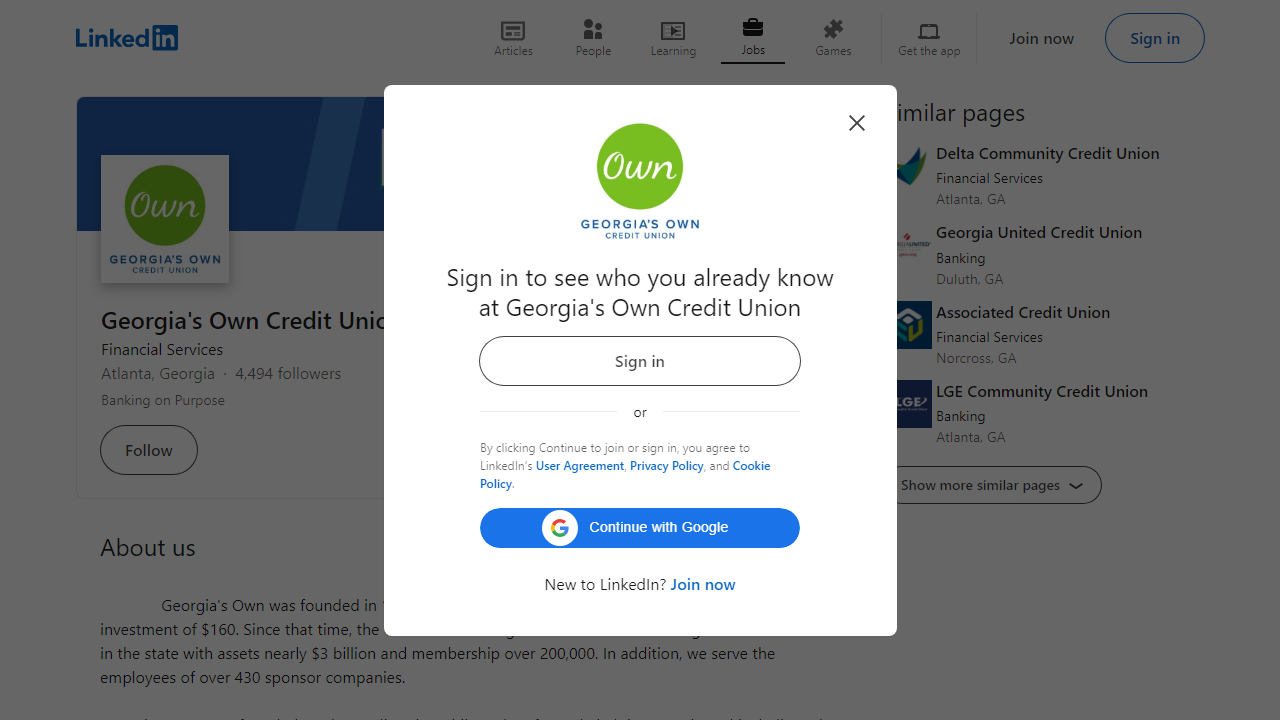 Linked in
Articles
People
Learning
Jobs
Games
Get the app
Join now
Sign in
Own
GEORGIA'S OWN
CREDIT UNION
Georgia's Own Credit
Financial Services
Atlanta, Georgia · 4,494 followers
Banking on Purpose
Follow
About us
Georgia's Own was founded in
investment of $160. Since that time, the
in the state with assets nearly $3 billion and membership over 200,000. In addition, we serve the
employees of over 430 sponsor companies.
Own
GEORGIA'S OWN
CREDIT UNION
Sign in to see who you already know
at Georgia's Own Credit Union
Sign in
or
By clicking Continue to join or sign in, you agree to
LinkedIn's User Agreement, Privacy Policy, and Cookie
Policy.
Continue with Google
New to LinkedIn? Join now
imilar pages
Delta Community Credit Union
Financial Services
Atlanta, GA
Georgia United Credit Union
Banking
Duluth, GA
Associated Credit Union
Financial Services
Norcross, GA
LGE
LGE Community Credit Union
Banking
Atlanta, GA
Show more similar pages